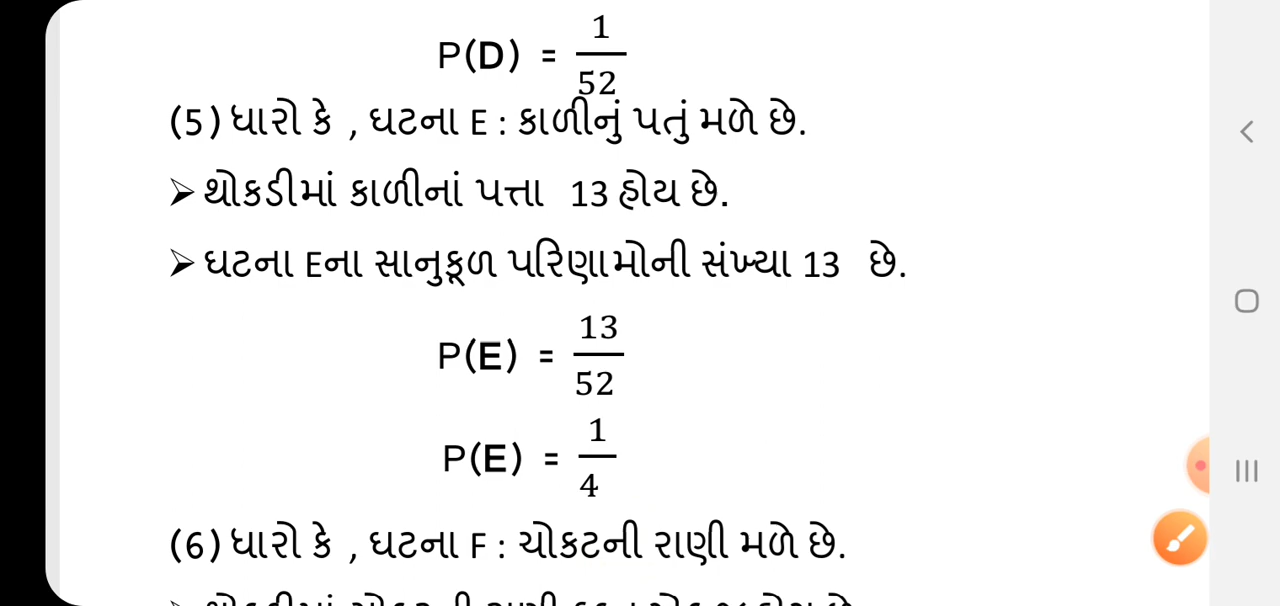 P(D) = 1/52
(5) ધારો કે , ઘટના E : કાળીનું પતું મળે છે.
➢ થોકડીમાં કાળીનાં પત્તા 13 હોય છે.
➢ ઘટના Eના સાનુકૂળ પરિણામોની સંખ્યા 13 છે.
P(E) = 13/52
P(E) = 1/4
(6) ધારો કે , ઘટના F : ચોકટની રાણી મળે છે.